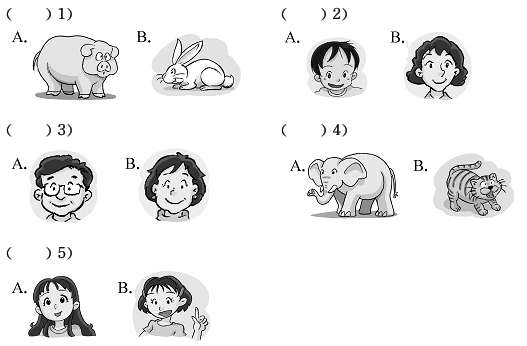 (   ) 1)
A.
B.
(   ) 2)
A.
B.
(   ) 3)
A.
B.
(   ) 4)
A.
B.
(   ) 5)
A.
B.